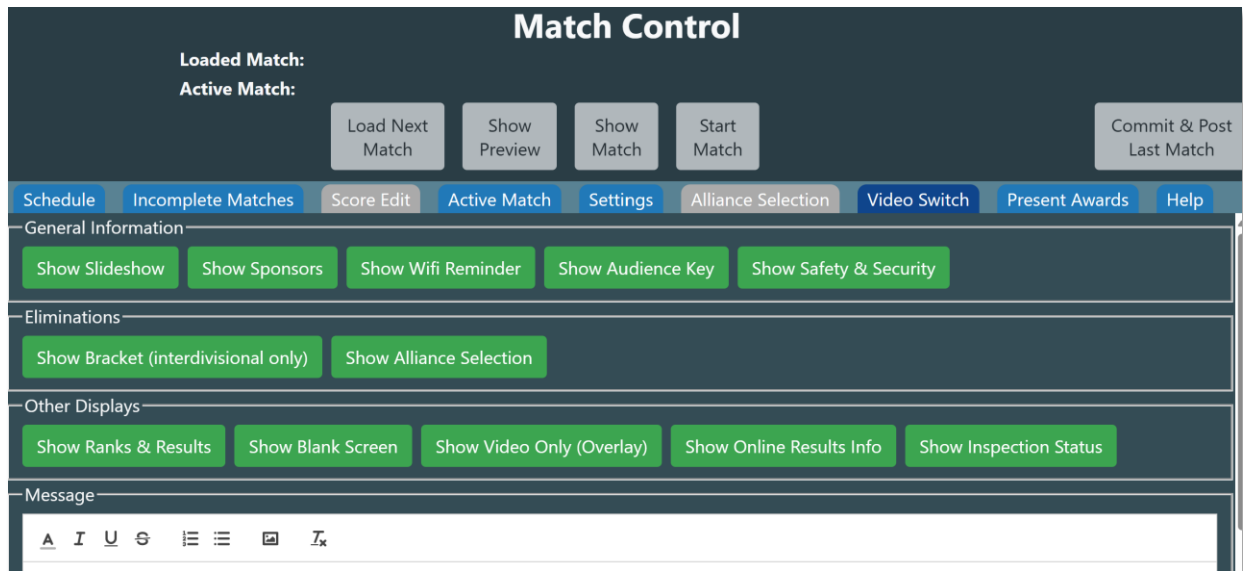 Match Control
Loaded Match:
Active Match:
Load Next Match
Show Preview
Show Match
Start Match
Commit & Post Last Match
Schedule Incomplete Matches Score Edit Active Match Settings Alliance Selection Video Switch Present Awards Help
General Information
Show Slideshow Show Sponsors Show Wifi Reminder Show Audience Key Show Safety & Security
Eliminations
Show Bracket (interdivisional only) Show Alliance Selection
Other Displays
Show Ranks & Results Show Blank Screen Show Video Only (Overlay) Show Online Results Info Show Inspection Status
Message